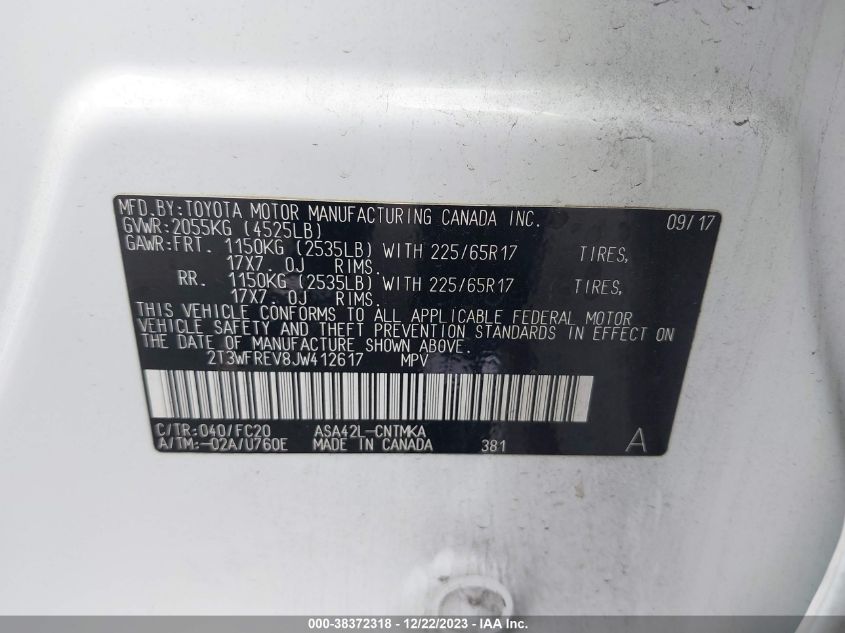 MFD.BY:TOYOTA MOTOR MANUFACTURING CANADA INC. 09/17
GVWR:2055KG (4525LB)
GAWR:FRT. 1150KG (2535LB) WITH 225/65R17 TIRES,
17X7.0J RIMS.
RR. 1150KG (2535LB) WITH 225/65R17 TIRES,
17X7.0J RIMS.
THIS VEHICLE CONFORMS TO ALL APPLICABLE FEDERAL MOTOR
VEHICLE SAFETY AND THEFT PREVENTION STANDARDS IN EFFECT ON
THE DATE OF MANUFACTURE SHOWN ABOVE.
2T3WFREV8JW412617 MPV
C/TR:040/FC20 ASA42L-CNTMKA
A/TM:-02A/U760E MADE IN CANADA 381 A
000-38372318 - 12/22/2023 - IAA Inc.